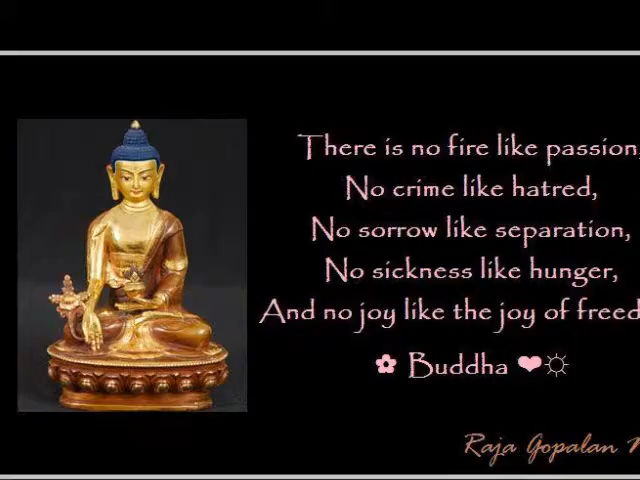 There is no fire like passion,
No crime like hatred,
No sorrow like separation,
No sickness like hunger,
And no joy like the joy of
✿ Buddha ❤☼
Raja Gopalan